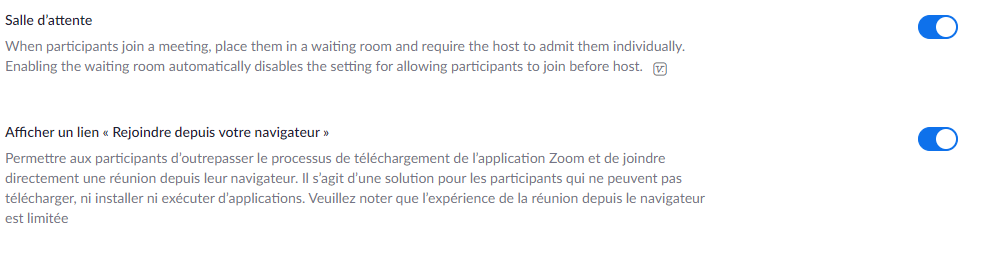 Salle d'attente
When participants join a meeting, place them in a waiting room and require the host to admit them individually.
Enabling the waiting room automatically disables the setting for allowing participants to join before host.
Afficher un lien « Rejoindre depuis votre navigateur »
Permettre aux participants d'outrepasser le processus de téléchargement de l'application Zoom et de joindre
directement une réunion depuis leur navigateur. Il s'agit d'une solution pour les participants qui ne peuvent pas
télécharger, ni installer ni exécuter d'applications. Veuillez noter que l'expérience de la réunion depuis le navigateur
est limitée